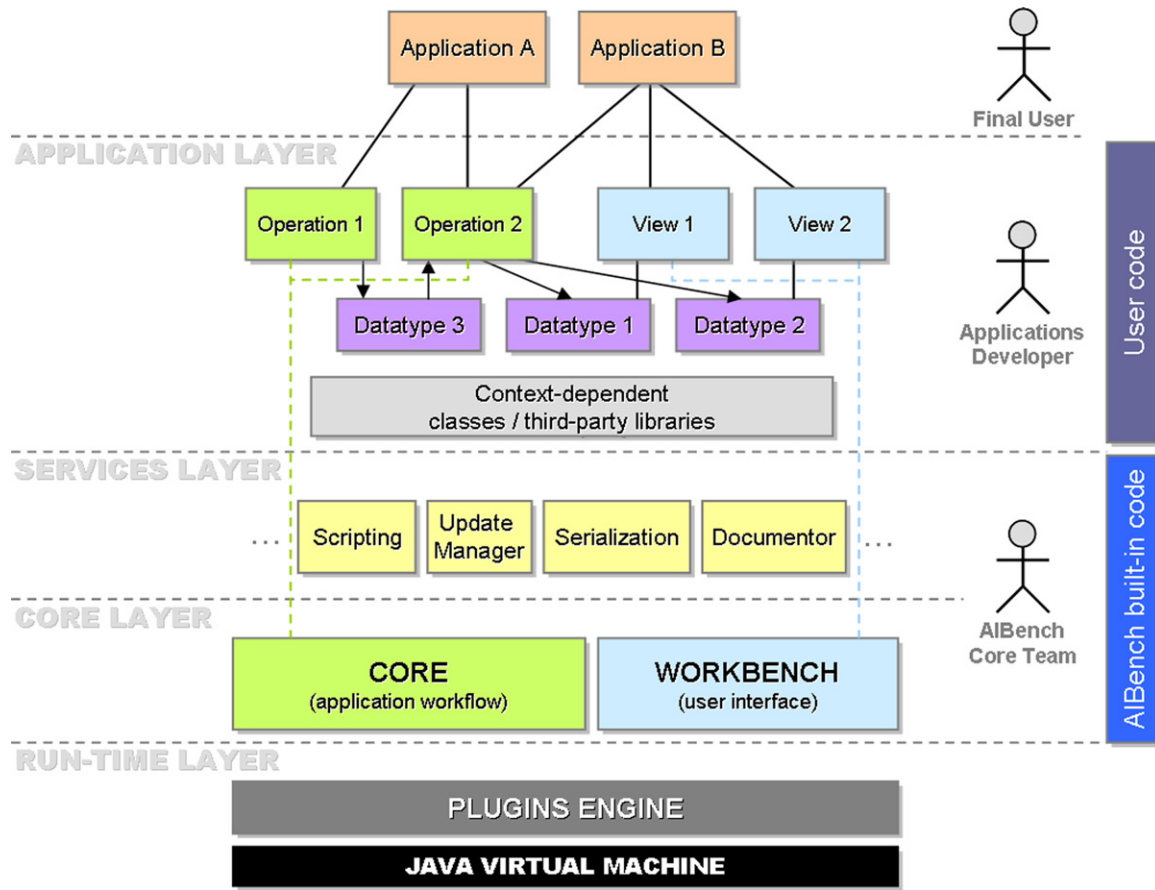 Application A
Application B
Final User
APPLICATION LAYER
Operation 1
Operation 2
View 1
View 2
Datatype 3
Datatype 1
Datatype 2
Applications
Developer
User code
Context-dependent
classes / third-party libraries
SERVICES LAYER
...
Scripting
Update
Manager
Serialization
Documentor
...
AIBench
Core Team
AIBench built-in code
CORE LAYER
CORE
(application workflow)
WORKBENCH
(user interface)
RUN-TIME LAYER
PLUGINS ENGINE
JAVA VIRTUAL MACHINE